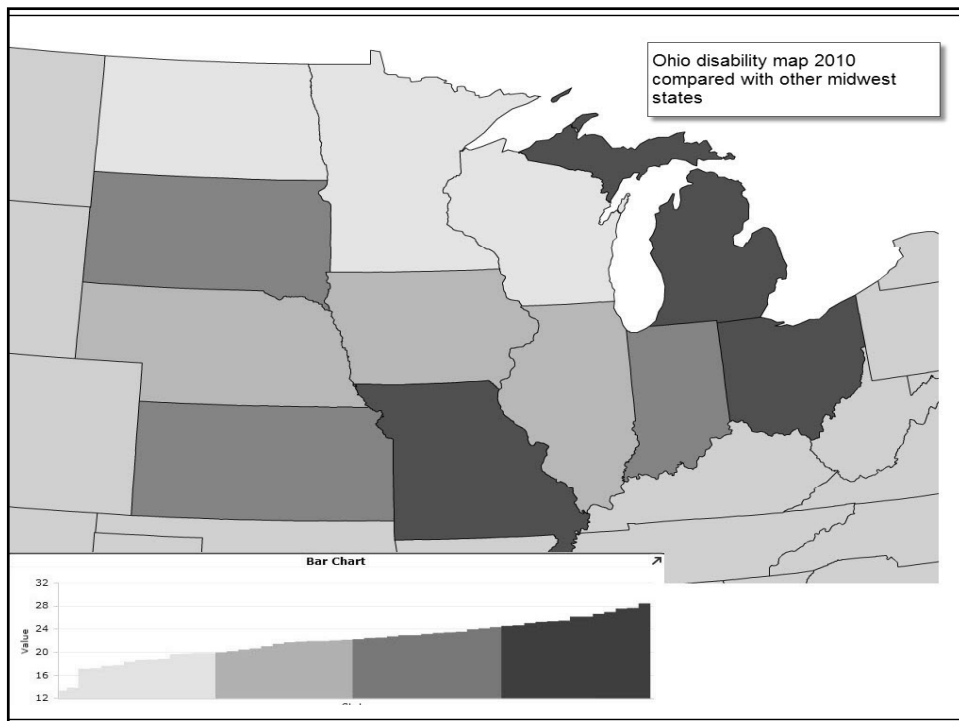 Ohio disability map 2010
compared with other midwest
states
Bar Chart
32
28
24
20
16
12
Value